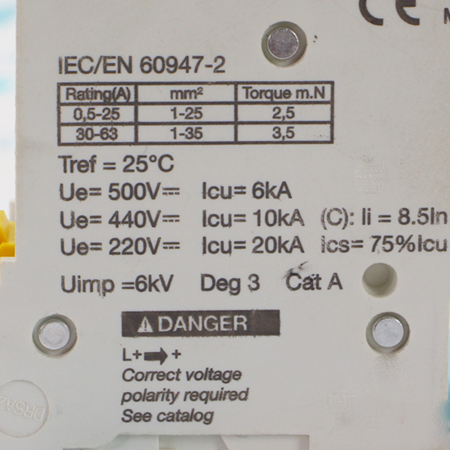 CE
IEC/EN 60947-2
Rating(A) mm² Torque m.N
0,5-25 1-25 2,5
30-63 1-35 3,5
Tref = 25°C
Ue= 500V⎓ Icu= 6kA
Ue= 440V⎓ Icu= 10kA (C): Ii = 8.5In
Ue= 220V⎓ Icu= 20kA Ics= 75%Icu
Uimp =6kV Deg 3 Cat A
DANGER
L+ ➡ +
Correct voltage
polarity required
See catalog